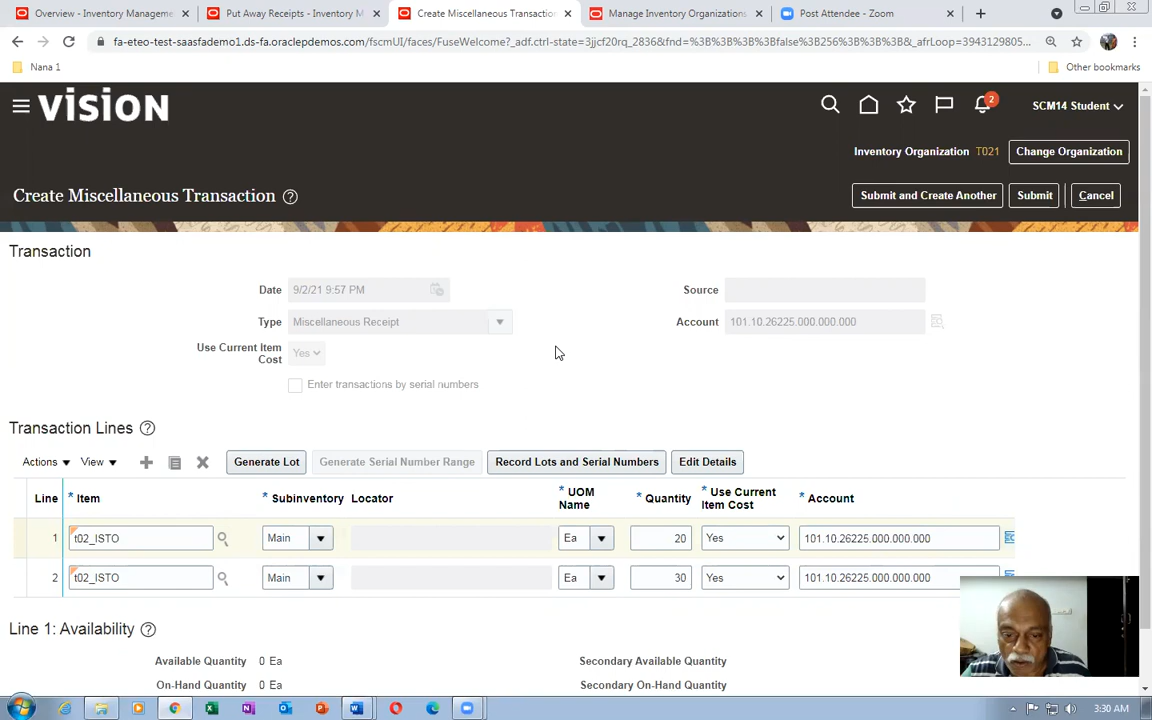 Overview - Inventory Manageme
Put Away Receipts - Inventory M
Create Miscellaneous Transaction
Manage Inventory Organizations
Post Attendee - Zoom
fa-eteo-test-saasfademo1.ds-fa.oraclepdemos.com/fscmUI/faces/FuseWelcome?_adf.ctrl-state=3jjcf20rq_2836&fnd=%3B%3B%3B%3Bfalse%3B256%3B%3B%3B&_afrLoop=3943129805...
Nana 1
Other bookmarks
VISION
2
SCM14 Student
Inventory Organization T021 Change Organization
Create Miscellaneous Transaction
Submit and Create Another Submit Cancel
Transaction
Date 9/2/21 9:57 PM
Source
Type Miscellaneous Receipt
Account 101.10.26225.000.000.000
Use Current Item Cost Yes
Enter transactions by serial numbers
Transaction Lines
Actions View Generate Lot Generate Serial Number Range Record Lots and Serial Numbers Edit Details
Line * Item * Subinventory Locator * UOM Name * Quantity * Use Current Item Cost * Account
1 t02_ISTO Main Ea 20 Yes 101.10.26225.000.000.000
2 t02_ISTO Main Ea 30 Yes 101.10.26225.000.000.000
Line 1: Availability
Available Quantity 0 Ea
Secondary Available Quantity
On-Hand Quantity 0 Ea
Secondary On-Hand Quantity
3:30 AM